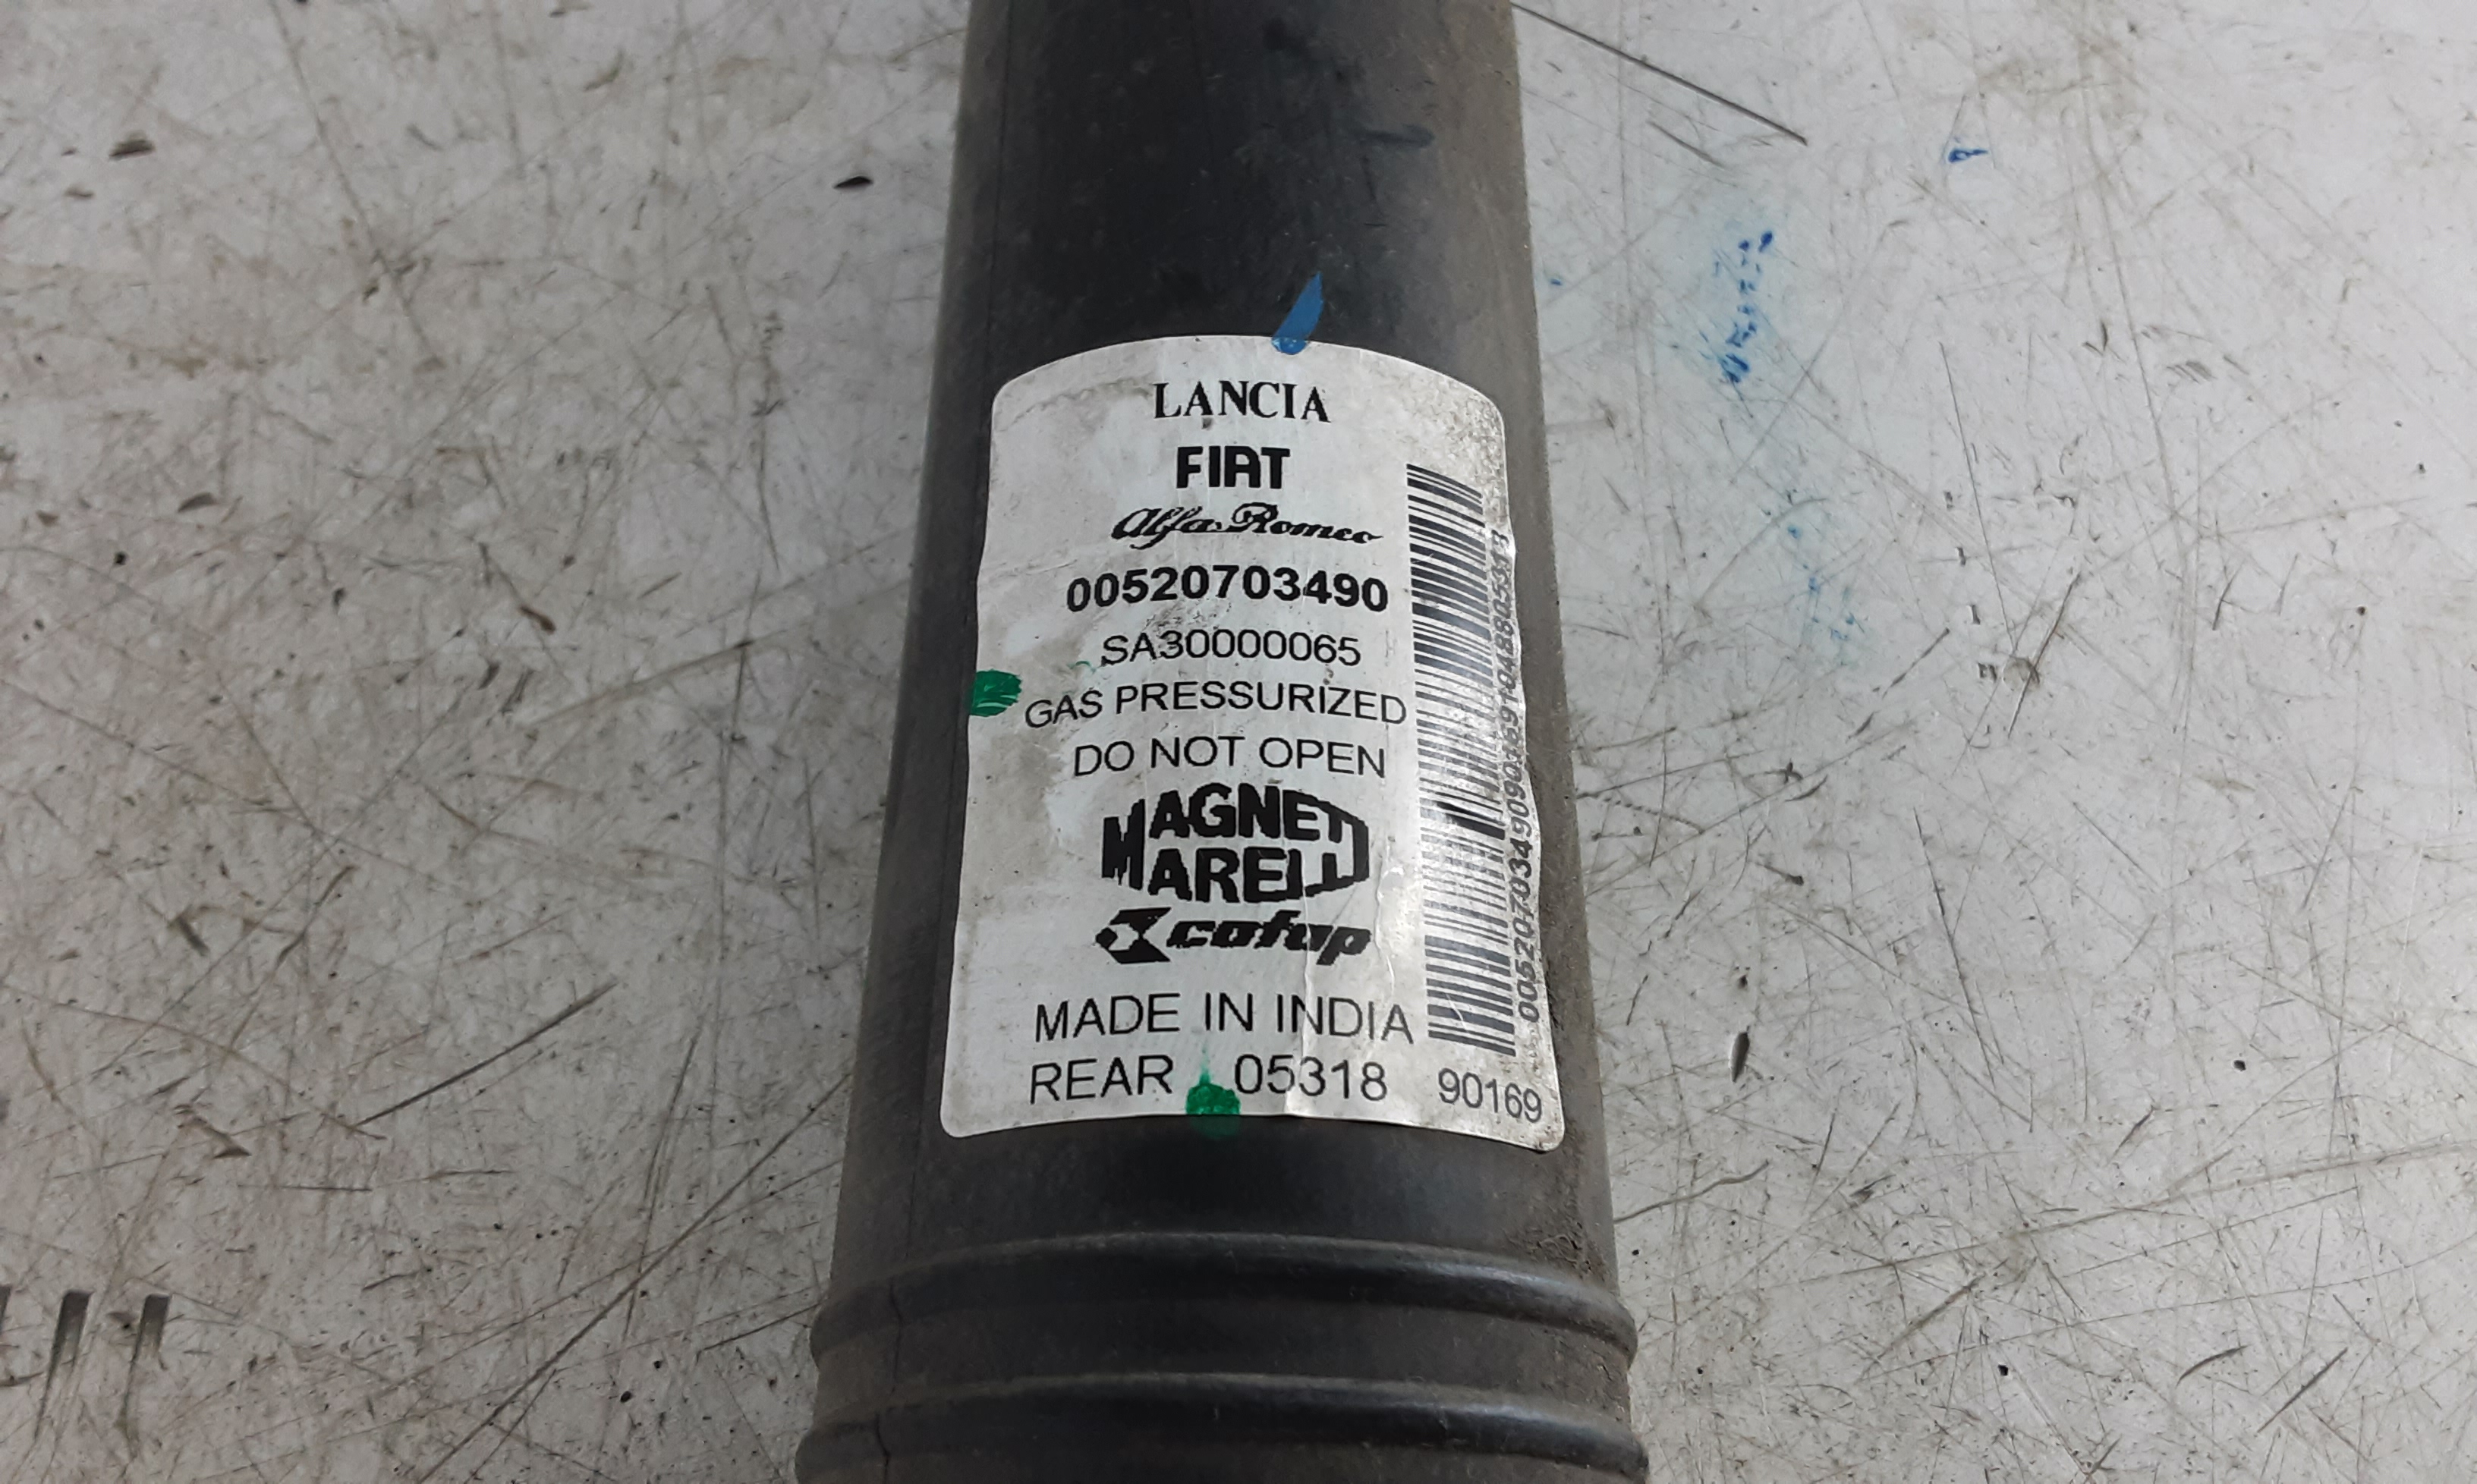 LANCIA
FIAT
Alfa Romeo
00520703490
SA30000065
GAS PRESSURIZED
DO NOT OPEN
MAGNETI
MARELLI
cofap
MADE IN INDIA
REAR 05318 90169